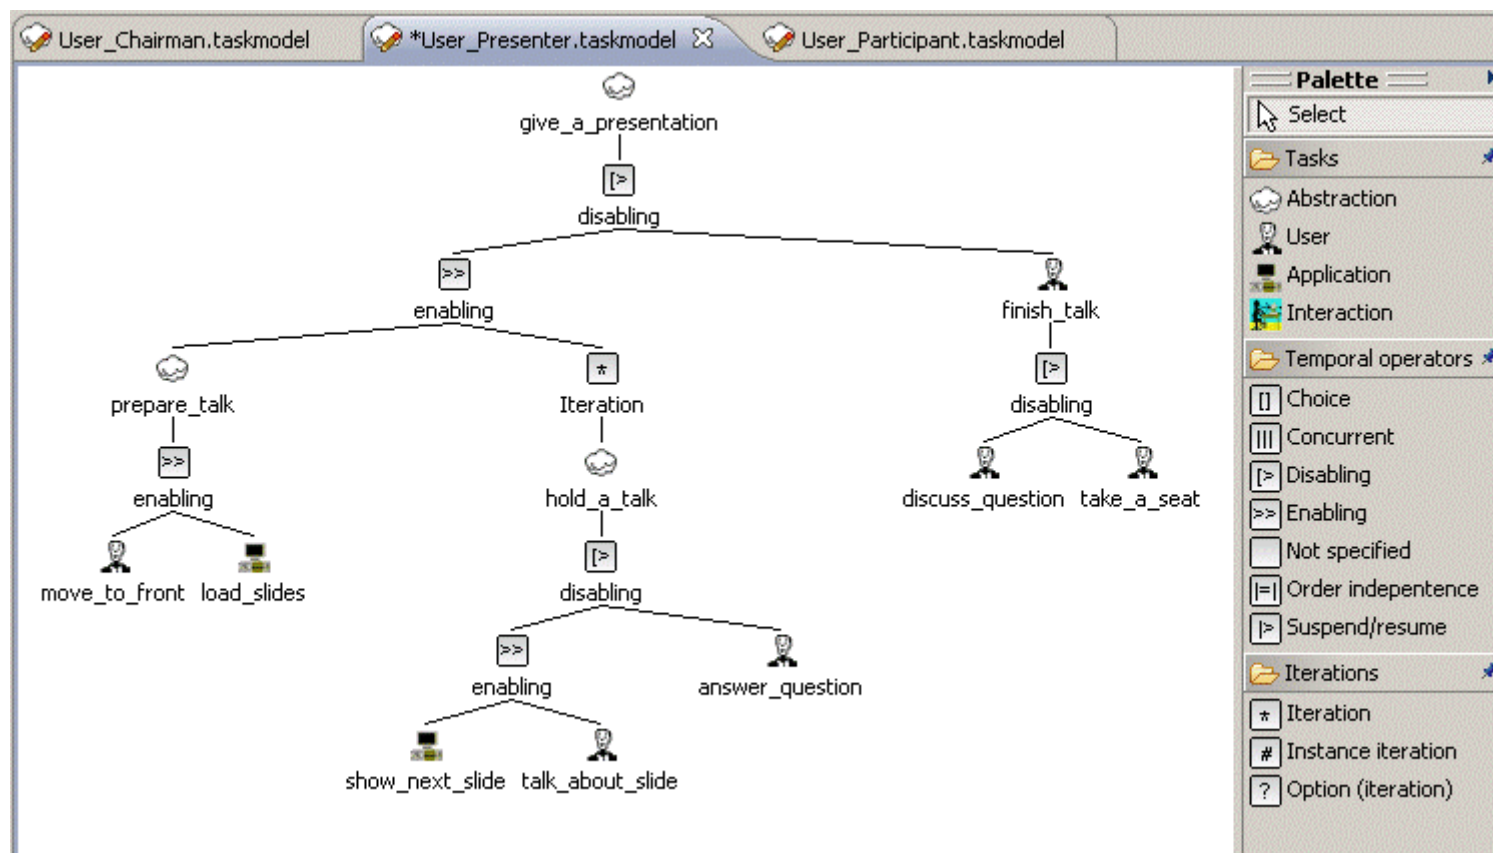 User_Chairman.taskmodel
*User_Presenter.taskmodel
User_Participant.taskmodel
give_a_presentation
[>
disabling
>>
enabling
finish_talk
prepare_talk
*
Iteration
[>
disabling
>>
enabling
hold_a_talk
discuss_question
take_a_seat
move_to_front
load_slides
[>
disabling
>>
enabling
answer_question
show_next_slide
talk_about_slide
Palette
Select
Tasks
Abstraction
User
Application
Interaction
Temporal operators
[] Choice
||| Concurrent
[> Disabling
>> Enabling
Not specified
|=| Order indepentence
|> Suspend/resume
Iterations
* Iteration
# Instance iteration
? Option (iteration)